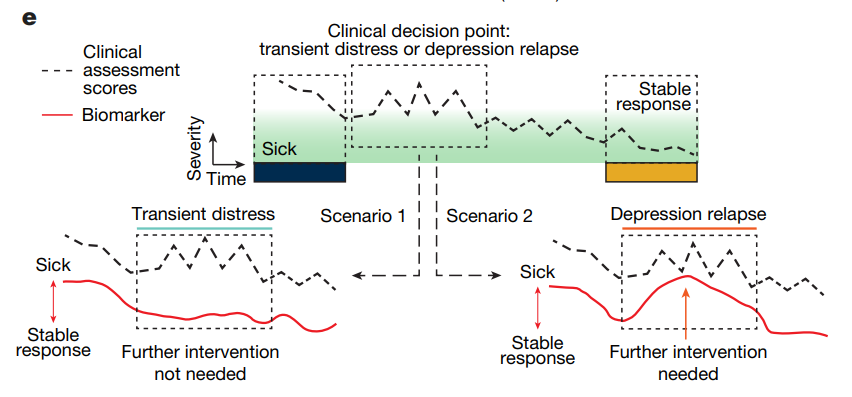 e
Clinical decision point:
transient distress or depression relapse
Clinical
assessment
scores
Biomarker
Severity
Time
Sick
Stable
response
Scenario 1
Scenario 2
Transient distress
Sick
Stable
response
Further intervention
not needed
Depression relapse
Sick
Stable
response
Further intervention
needed